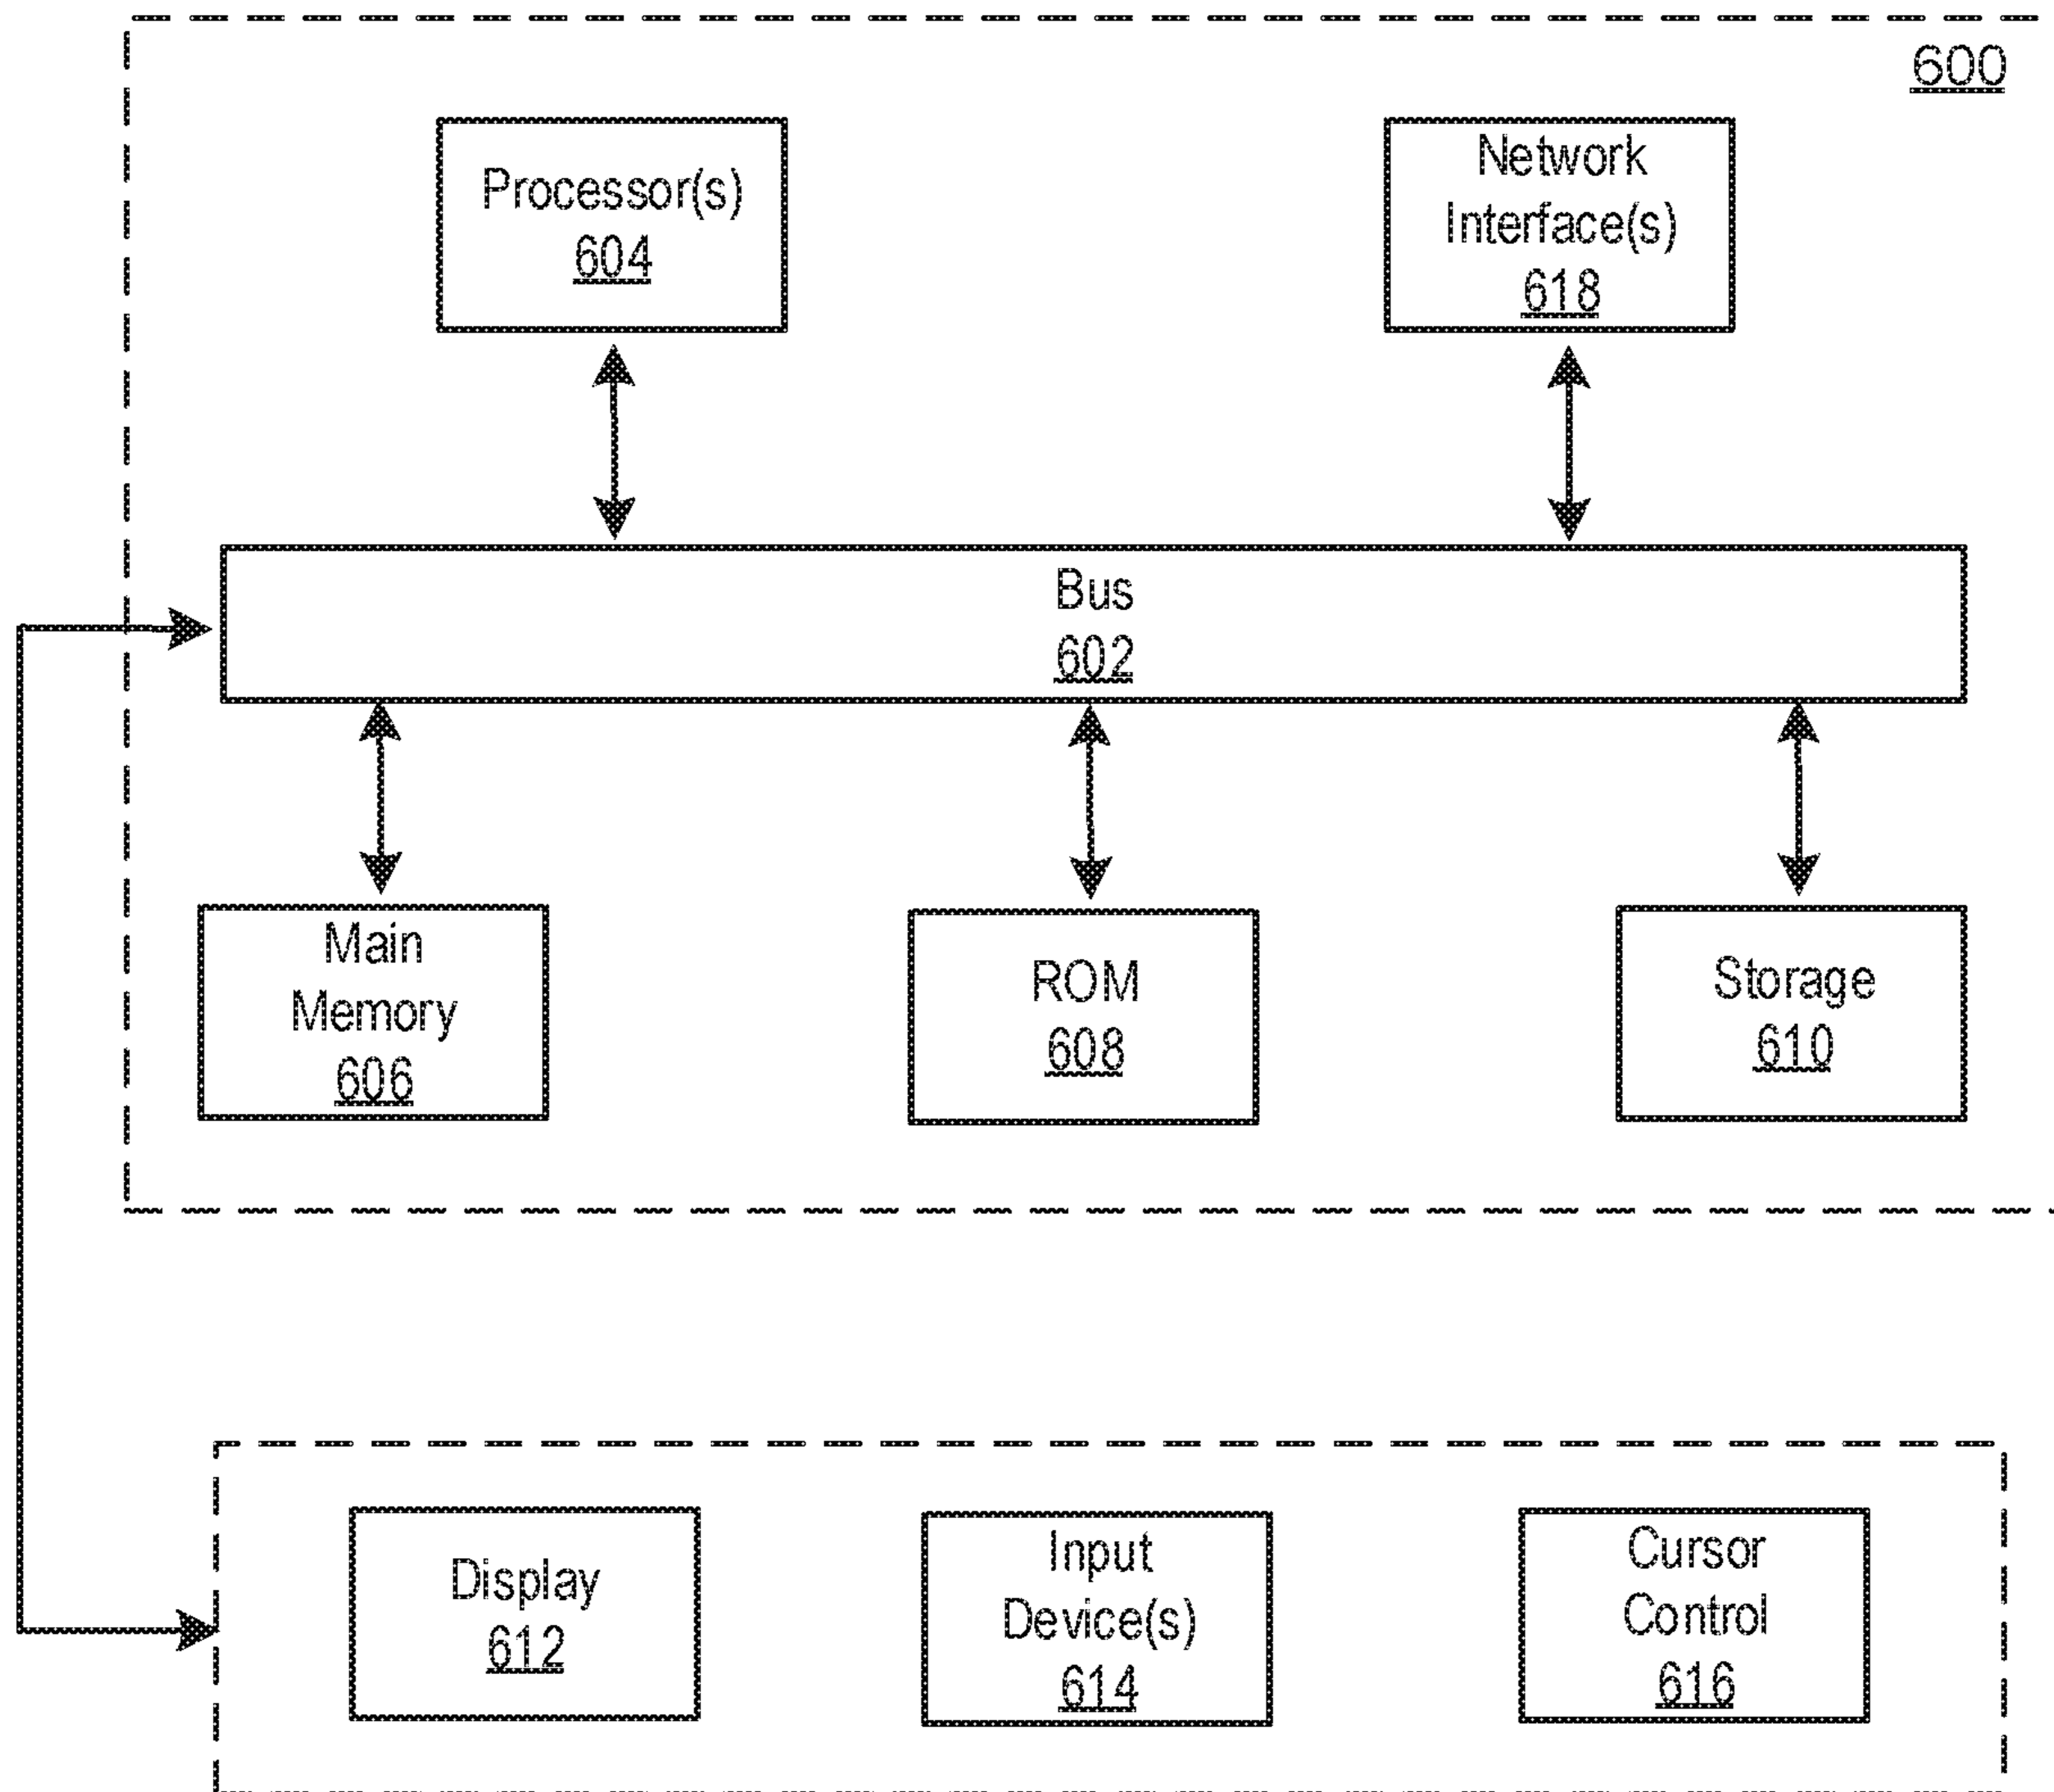 600
Processor(s)
604
Network
Interface(s)
618
Bus
602
Main
Memory
606
ROM
608
Storage
610
Display
612
Input
Device(s)
614
Cursor
Control
616